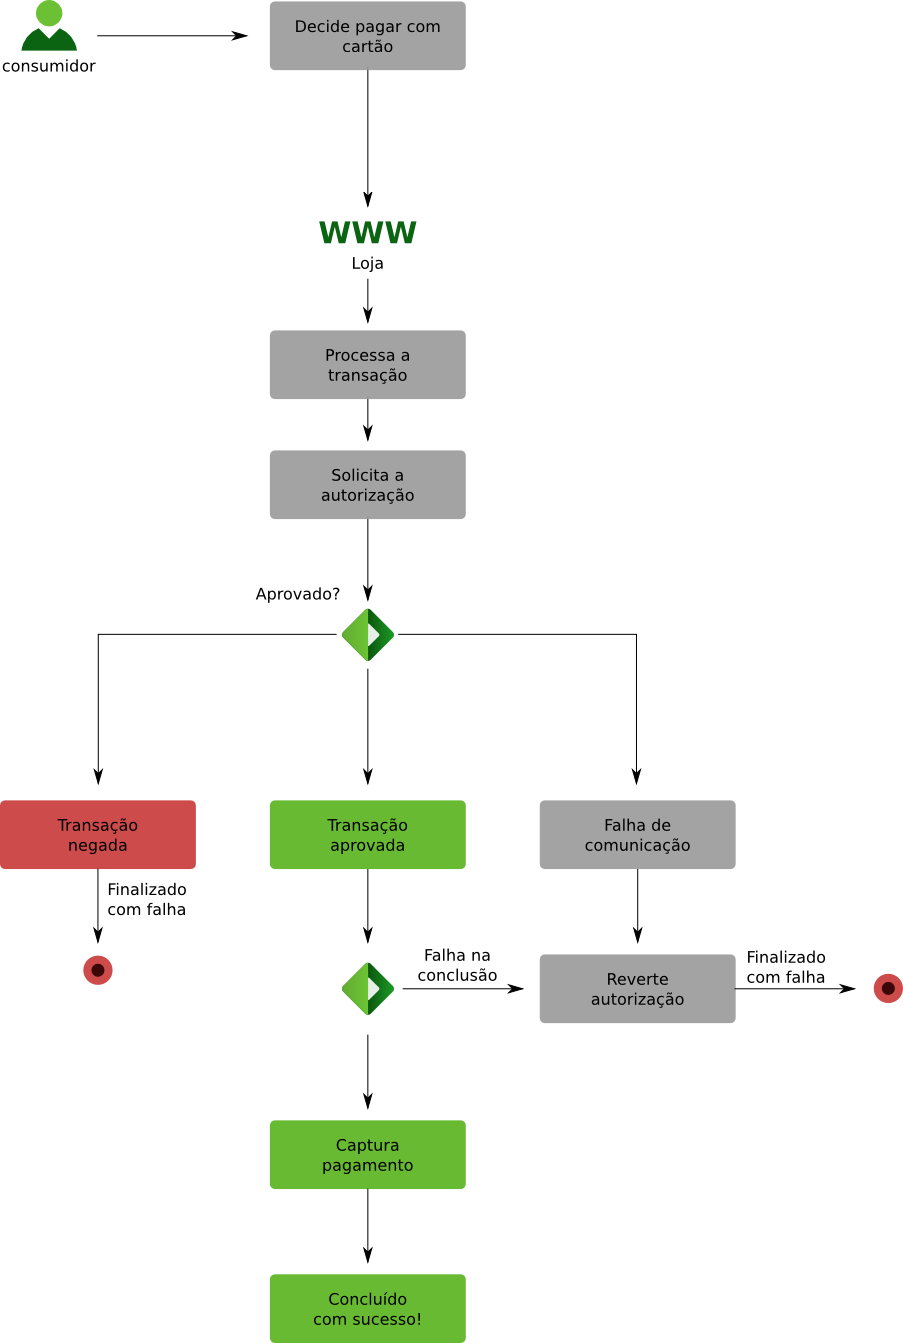 consumidor
Decide pagar com
cartão
www
Loja
Processa a
transação
Solicita a
autorização
Aprovado?
Transação
negada
Transação
aprovada
Falha de
comunicação
Finalizado
com falha
Falha na
conclusão
Reverte
autorização
Finalizado
com falha
Captura
pagamento
Concluído
com sucesso!